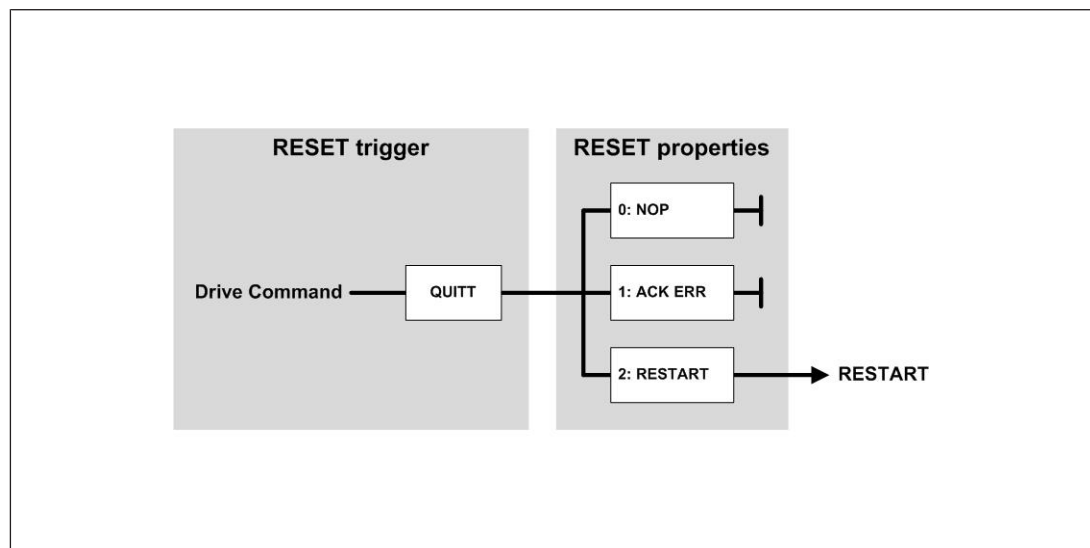 RESET trigger
RESET properties
0: NOP
Drive Command
QUITT
1: ACK ERR
2: RESTART
RESTART